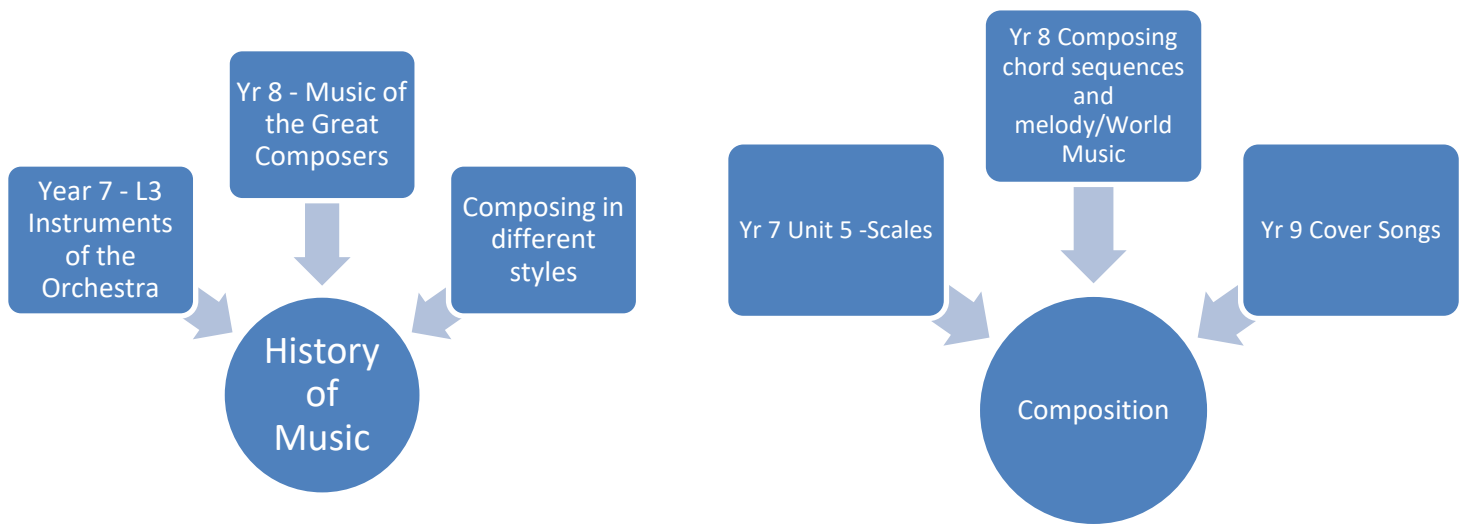 Year 7 - L3
Instruments
of the
Orchestra
Yr 8 - Music of
the Great
Composers
Composing in
different
styles
History
of
Music
Yr 7 Unit 5 -Scales
Yr 8 Composing
chord sequences
and
melody/World
Music
Yr 9 Cover Songs
Composition